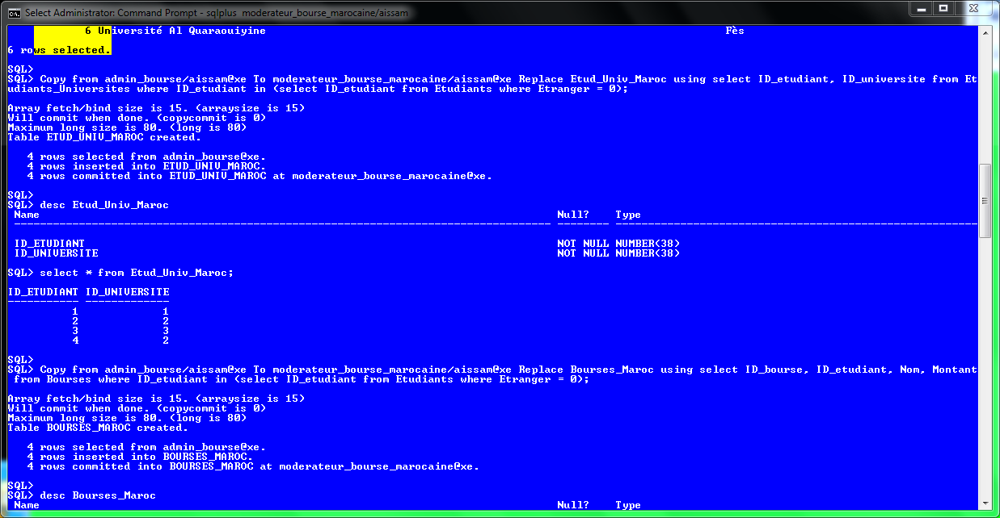 Select Administrator: Command Prompt - sqlplus  moderateur_bourse_marocaine/aissam
6 Université Al Quaraouiyine Fès
6 rows selected.
SQL>
SQL> Copy from admin_bourse/aissam@xe To moderateur_bourse_marocaine/aissam@xe Replace Etud_Univ_Maroc using select ID_etudiant, ID_universite from Et
udiants_Universites where ID_etudiant in (select ID_etudiant from Etudiants where Etranger = 0);
Array fetch/bind size is 15. (arraysize is 15)
Will commit when done. (copycommit is 0)
Maximum long size is 80. (long is 80)
Table ETUD_UNIV_MAROC created.
4 rows selected from admin_bourse@xe.
4 rows inserted into ETUD_UNIV_MAROC.
4 rows committed into ETUD_UNIV_MAROC at moderateur_bourse_marocaine@xe.
SQL>
SQL> desc Etud_Univ_Maroc
Name Null? Type
ID_ETUDIANT NOT NULL NUMBER(38)
ID_UNIVERSITE NOT NULL NUMBER(38)
SQL> select * from Etud_Univ_Maroc;
ID_ETUDIANT ID_UNIVERSITE
----------- -------------
1 1
2 2
3 3
4 2
SQL>
SQL> Copy from admin_bourse/aissam@xe To moderateur_bourse_marocaine/aissam@xe Replace Bourses_Maroc using select ID_bourse, ID_etudiant, Nom, Montant
from Bourses where ID_etudiant in (select ID_etudiant from Etudiants where Etranger = 0);
Array fetch/bind size is 15. (arraysize is 15)
Will commit when done. (copycommit is 0)
Maximum long size is 80. (long is 80)
Table BOURSES_MAROC created.
4 rows selected from admin_bourse@xe.
4 rows inserted into BOURSES_MAROC.
4 rows committed into BOURSES_MAROC at moderateur_bourse_marocaine@xe.
SQL>
SQL> desc Bourses_Maroc
Name Null? Type